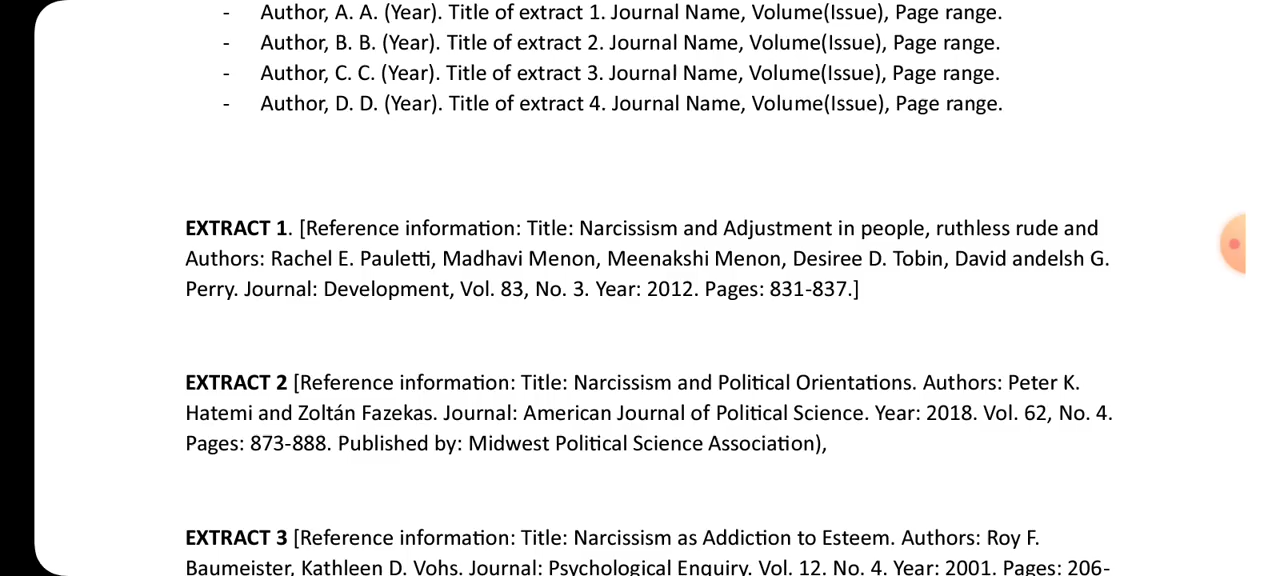 - Author, A. A. (Year). Title of extract 1. Journal Name, Volume(Issue), Page range.
- Author, B. B. (Year). Title of extract 2. Journal Name, Volume(Issue), Page range.
- Author, C. C. (Year). Title of extract 3. Journal Name, Volume(Issue), Page range.
- Author, D. D. (Year). Title of extract 4. Journal Name, Volume(Issue), Page range.
EXTRACT 1. [Reference information: Title: Narcissism and Adjustment in people, ruthless rude and
Authors: Rachel E. Pauletti, Madhavi Menon, Meenakshi Menon, Desiree D. Tobin, David andelsh G.
Perry. Journal: Development, Vol. 83, No. 3. Year: 2012. Pages: 831-837.]
EXTRACT 2 [Reference information: Title: Narcissism and Political Orientations. Authors: Peter K.
Hatemi and Zoltán Fazekas. Journal: American Journal of Political Science. Year: 2018. Vol. 62, No. 4.
Pages: 873-888. Published by: Midwest Political Science Association),
EXTRACT 3 [Reference information: Title: Narcissism as Addiction to Esteem. Authors: Roy F.
Baumeister, Kathleen D. Vohs. Journal: Psychological Enquiry. Vol. 12. No. 4. Year: 2001. Pages: 206-